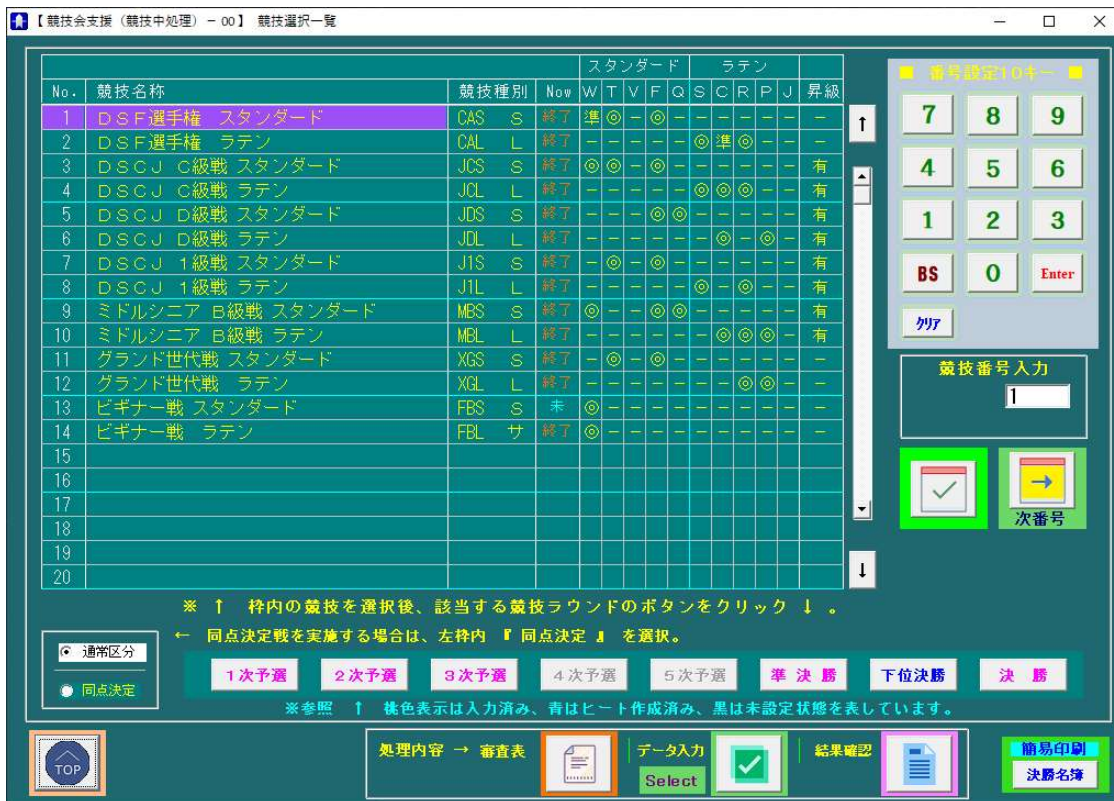 【 競技会支援（競技中処理）－ 00 】 競技選択一覧
スタンダード ラテン
No. 競技名称 競技種別 Now W T V F Q S C R P J 昇級
1 ＤＳＦ選手権　スタンダード CAS S 終了 準 ◎ － ◎ － － － － － － －
2 ＤＳＦ選手権　ラテン CAL L 終了 － － － － － ◎ 準 ◎ － － －
3 ＤＳＣＪ Ｃ級戦 スタンダード JCS S 終了 ◎ ◎ － ◎ － － － － － － 有
4 ＤＳＣＪ Ｃ級戦 ラテン JCL L 終了 － － － － － ◎ ◎ ◎ － － 有
5 ＤＳＣＪ Ｄ級戦 スタンダード JDS S 終了 － － － ◎ ◎ － － － － － 有
6 ＤＳＣＪ Ｄ級戦 ラテン JDL L 終了 － － － － － － ◎ － ◎ － 有
7 ＤＳＣＪ １級戦 スタンダード J1S S 終了 － ◎ － ◎ － － － － － － 有
8 ＤＳＣＪ １級戦 ラテン J1L L 終了 － － － － － ◎ － ◎ － － 有
9 ミドルシニア Ｂ級戦 スタンダード MBS S 終了 ◎ － ◎ ◎ － － － － － 有
10 ミドルシニア Ｂ級戦 ラテン MBL L 終了 － － － － － － ◎ ◎ ◎ － 有
11 グランド世代戦 スタンダード XGS S 終了 － ◎ － ◎ － － － － － － －
12 グランド世代戦　ラテン XGL L 終了 － － － － － － － ◎ ◎ － －
13 ビギナー戦 スタンダード FBS S 未 ◎ － － － － － － － － － －
14 ビギナー戦　ラテン FBL サ 終了 ◎ － － － － － － － － － －
15
16
17
18
19
20
↑
↓
■ 番号設定10キー ■
7 8 9
4 5 6
1 2 3
BS 0 Enter
クリア
競技番号入力
1
次番号
※ ↑ 枠内の競技を選択後、該当する競技ラウンドのボタンをクリック ↓ 。
← 同点決定戦を実施する場合は、左枠内 『 同点決定 』 を選択。
通常区分
同点決定
１次予選 ２次予選 ３次予選 ４次予選 ５次予選 準 決 勝 下位決勝 決　勝
※参照 ↑ 桃色表示は入力済み、青はヒート作成済み、黒は未設定状態を表しています。
TOP
処理内容 → 審査表
データ入力
Select
結果確認
簡易印刷
決勝名簿